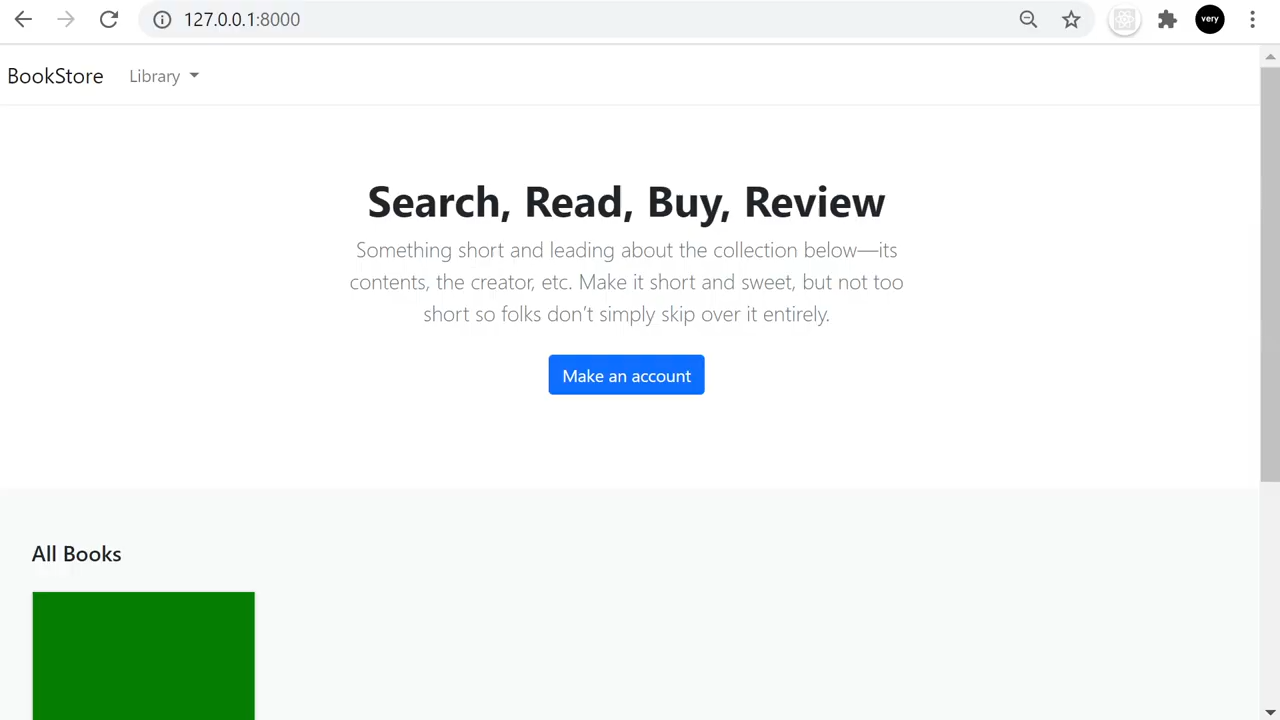 127.0.0.1:8000
very
BookStore Library
Search, Read, Buy, Review
Something short and leading about the collection below—its
contents, the creator, etc. Make it short and sweet, but not too
short so folks don’t simply skip over it entirely.
Make an account
All Books